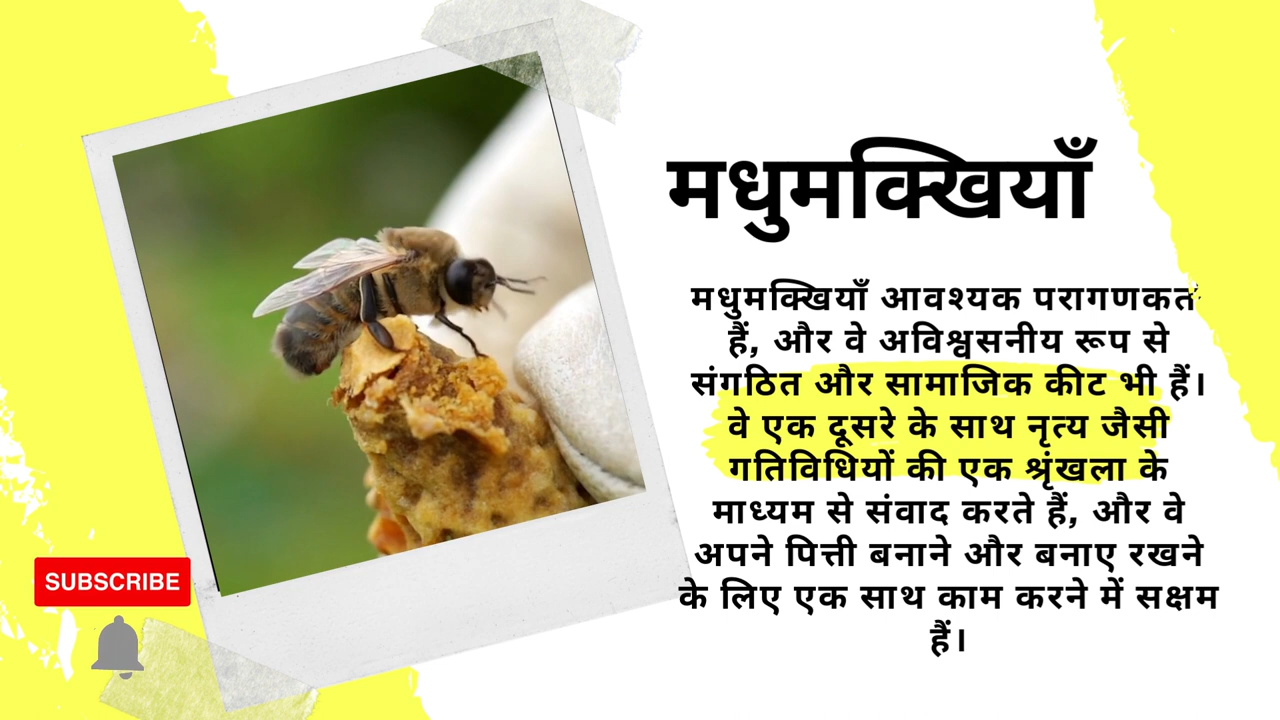 मधुमक्खियाँ
मधुमक्खियाँ आवश्यक परागणकर्ता
हैं, और वे अविश्वसनीय रूप से
संगठित और सामाजिक कीट भी हैं।
वे एक दूसरे के साथ नृत्य जैसी
गतिविधियों की एक श्रृंखला के
माध्यम से संवाद करते हैं, और वे
अपने पित्ती बनाने और बनाए रखने
के लिए एक साथ काम करने में सक्षम
हैं।
SUBSCRIBE